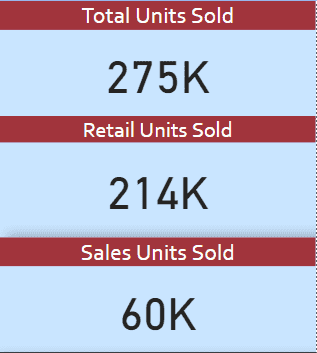 Total Units Sold
275K
Retail Units Sold
214K
Sales Units Sold
60K